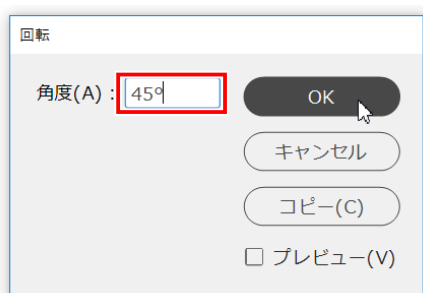 回転
角度(A)：45°
OK
キャンセル
コピー(C)
プレビュー(V)